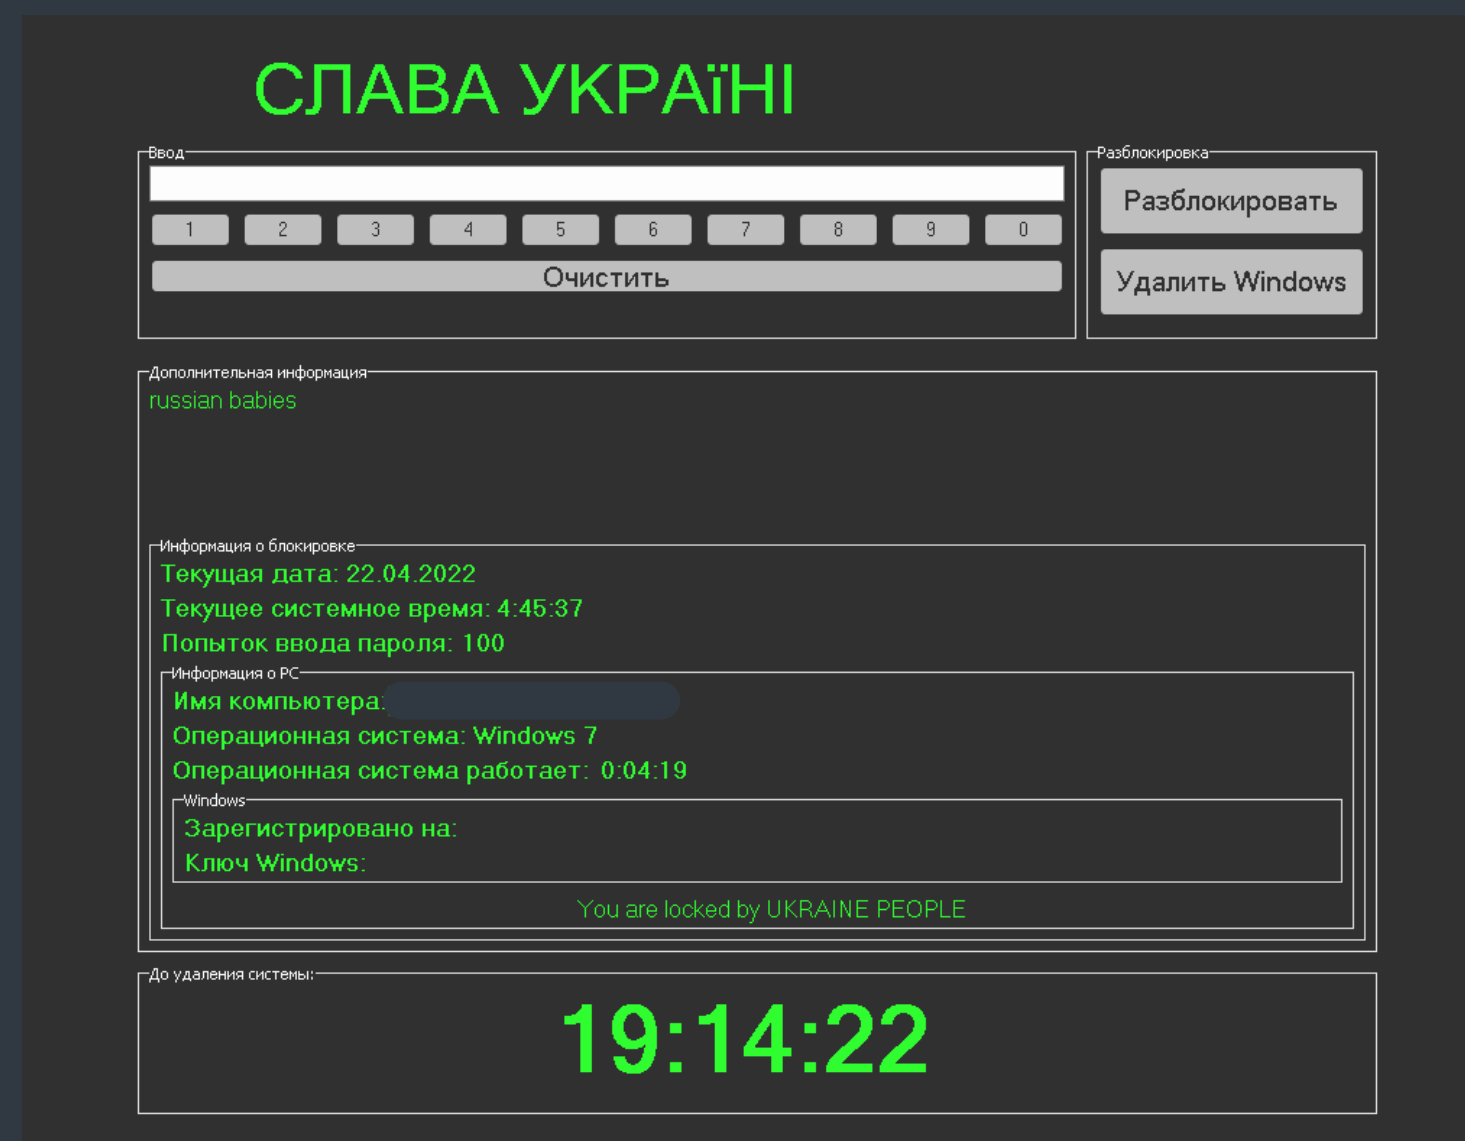 СЛАВА УКРАїНІ
Ввод
1 2 3 4 5 6 7 8 9 0
Очистить
Разблокировка
Разблокировать
Удалить Windows
Дополнительная информация
russian babies
Информация о блокировке
Текущая дата: 22.04.2022
Текущее системное время: 4:45:37
Попыток ввода пароля: 100
Информация о PC
Имя компьютера:
Операционная система: Windows 7
Операционная система работает: 0:04:19
Windows
Зарегистрировано на:
Ключ Windows:
You are locked by UKRAINE PEOPLE
До удаления системы:
19:14:22